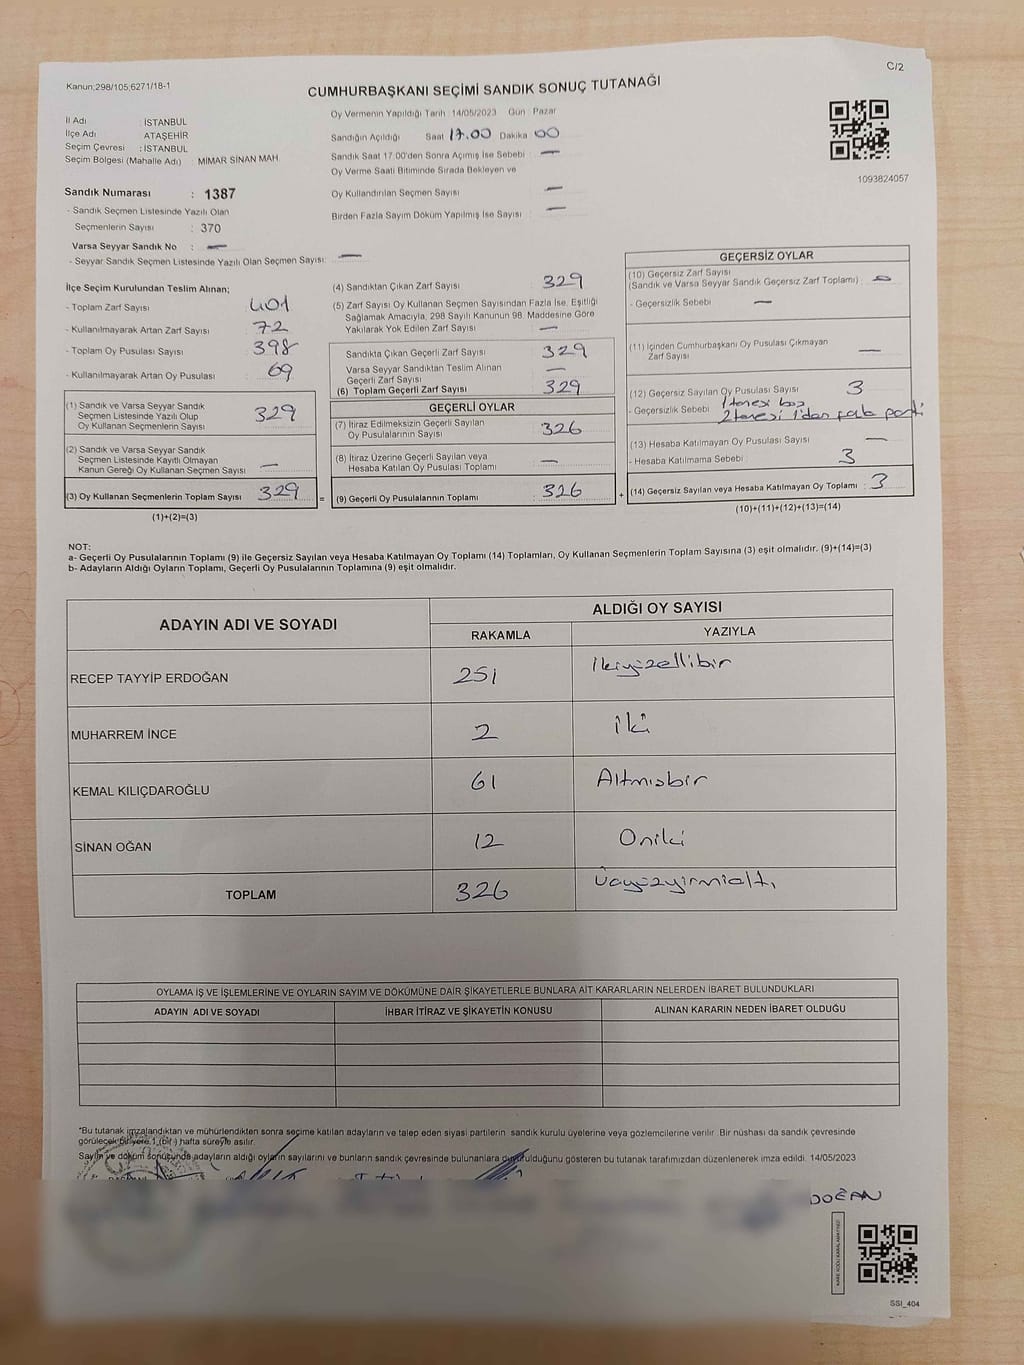 Kanun;298/105;6271/18-1
C/2
CUMHURBAŞKANI SEÇİMİ SANDIK SONUÇ TUTANAĞI
İl Adı : İSTANBUL
İlçe Adı ATAŞEHİR
Seçim Çevresi : İSTANBUL
Seçim Bölgesi (Mahalle Adı) : MİMAR SİNAN MAH.
Sandık Numarası : 1387
- Sandık Seçmen Listesinde Yazılı Olan
Seçmenlerin Sayısı : 370
Varsa Seyyar Sandık No : —
- Seyyar Sandık Seçmen Listesinde Yazılı Olan Seçmen Sayısı: —
Oy Vermenin Yapıldığı Tarih 14/05/2023 Gün Pazar
Sandığın Açıldığı Saat 17.00 Dakika 00
Sandık Saat 17.00'den Sonra Açımış İse Sebebi —
Oy Verme Saati Bitiminde Sırada Bekleyen ve
Oy Kullandırılan Seçmen Sayısı —
Birden Fazla Sayım Döküm Yapılmış İse Sayısı —
1093824057
İlçe Seçim Kurulundan Teslim Alınan;
- Toplam Zarf Sayısı 401
- Kullanılmayarak Artan Zarf Sayısı 72
- Toplam Oy Pusulası Sayısı 398
- Kullanılmayarak Artan Oy Pusulası 69
(1) Sandık ve Varsa Seyyar Sandık
Seçmen Listesinde Yazılı Olup
Oy Kullanan Seçmenlerin Sayısı 329
(2) Sandık ve Varsa Seyyar Sandık
Seçmen Listesinde Kayıtlı Olmayan
Kanun Gereği Oy Kullanan Seçmen Sayısı —
(3) Oy Kullanan Seçmenlerin Toplam Sayısı 329 =
(1)+(2)=(3)
(4) Sandıktan Çıkan Zarf Sayısı 329
(5) Zarf Sayısı Oy Kullanan Seçmen Sayısından Fazla İse, Eşitliği
Sağlamak Amacıyla, 298 Sayılı Kanunun 98. Maddesine Göre
Yakılarak Yok Edilen Zarf Sayısı —
Sandıkta Çıkan Geçerli Zarf Sayısı 329
Varsa Seyyar Sandıktan Teslim Alınan
Geçerli Zarf Sayısı —
(6) Toplam Geçerli Zarf Sayısı 329
GEÇERLİ OYLAR
(7) İtiraz Edilmeksizin Geçerli Sayılan
Oy Pusulalarının Sayısı 326
(8) İtiraz Üzerine Geçerli Sayılan veya
Hesaba Katılan Oy Pusulası Toplamı —
(9) Geçerli Oy Pusulalarının Toplamı 326 +
GEÇERSİZ OYLAR
(10) Geçersiz Zarf Sayısı
(Sandık ve Varsa Seyyar Sandık Geçersiz Zarf Toplamı) :
- Geçersizlik Sebebi —
(11) İçinden Cumhurbaşkanı Oy Pusulası Çıkmayan
Zarf Sayısı —
(12) Geçersiz Sayılan Oy Pusulası Sayısı 3
- Geçersizlik Sebebi 1 tanesi boş
2 tanesi 1'den fazla parti
(13) Hesaba Katılmayan Oy Pusulası Sayısı —
- Hesaba Katılmama Sebebi 3
(14) Geçersiz Sayılan veya Hesaba Katılmayan Oy Toplamı : 3
(10)+(11)+(12)+(13)=(14)
NOT:
a- Geçerli Oy Pusulalarının Toplamı (9) ile Geçersiz Sayılan veya Hesaba Katılmayan Oy Toplamı (14) Toplamları, Oy Kullanan Seçmenlerin Toplam Sayısına (3) eşit olmalıdır. (9)+(14)=(3)
b- Adayların Aldığı Oyların Toplamı, Geçerli Oy Pusulalarının Toplamına (9) eşit olmalıdır.
ADAYIN ADI VE SOYADI
ALDIĞI OY SAYISI
RAKAMLA YAZIYLA
RECEP TAYYİP ERDOĞAN 251 İkiyüzellibir
MUHARREM İNCE 2 İki
KEMAL KILIÇDAROĞLU 61 Altmışbir
SİNAN OĞAN 12 Oniki
TOPLAM 326 Üçyüzyirmialtı
OYLAMA İŞ VE İŞLEMLERİNE VE OYLARIN SAYIM VE DÖKÜMÜNE DAİR ŞİKAYETLERLE BUNLARA AİT KARARLARIN NELERDEN İBARET BULUNDUKLARI
ADAYIN ADI VE SOYADI İHBAR İTİRAZ VE ŞİKAYETİN KONUSU ALINAN KARARIN NEDEN İBARET OLDUĞU
*Bu tutanak imzalandıktan ve mühürlendikten sonra seçime katılan adayların ve talep eden siyasi partilerin sandık kurulu üyelerine veya gözlemcilerine verilir. Bir nüshası da sandık çevresinde
görülecek bir yere 1 (bir) hafta süreyle asılır.
Sayım ve döküm sonucunda adayların aldığı oyların sayılarını ve bunların sandık çevresinde bulunanlara duyurulduğunu gösteren bu tutanak tarafımızdan düzenlenerek imza edildi. 14/05/2023
DOĞAN
SSI_404